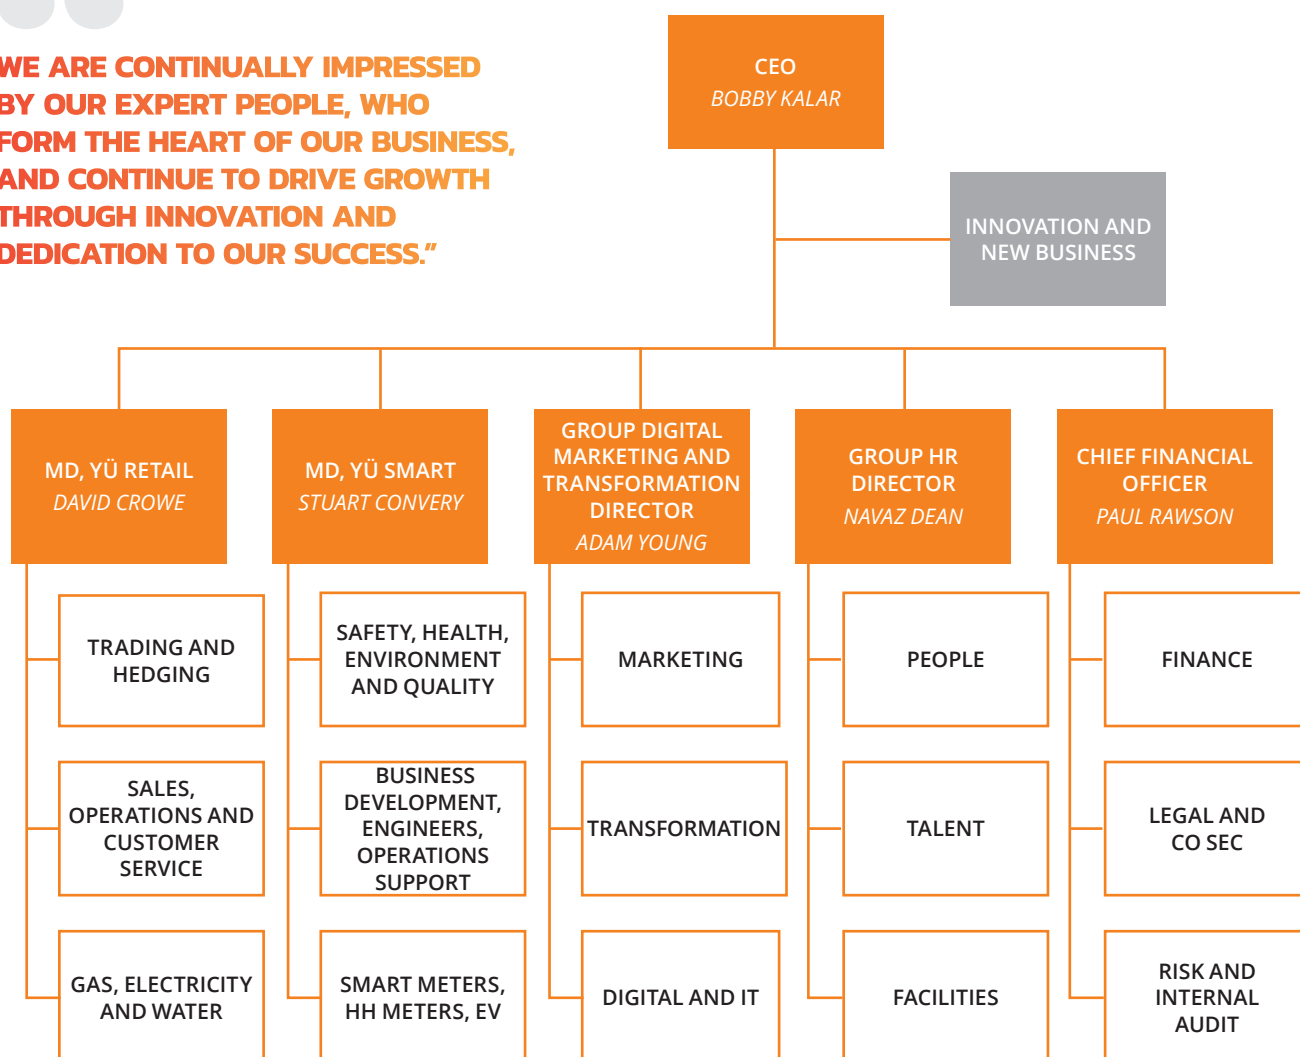 WE ARE CONTINUALLY IMPRESSED
BY OUR EXPERT PEOPLE, WHO
FORM THE HEART OF OUR BUSINESS,
AND CONTINUE TO DRIVE GROWTH
THROUGH INNOVATION AND
DEDICATION TO OUR SUCCESS.”
CEO
BOBBY KALAR
INNOVATION AND
NEW BUSINESS
MD, YÜ RETAIL
DAVID CROWE
MD, YÜ SMART
STUART CONVERY
GROUP DIGITAL
MARKETING AND
TRANSFORMATION
DIRECTOR
ADAM YOUNG
GROUP HR
DIRECTOR
NAVAZ DEAN
CHIEF FINANCIAL
OFFICER
PAUL RAWSON
TRADING AND
HEDGING
SAFETY, HEALTH,
ENVIRONMENT
AND QUALITY
MARKETING
PEOPLE
FINANCE
SALES,
OPERATIONS AND
CUSTOMER
SERVICE
BUSINESS
DEVELOPMENT,
ENGINEERS,
OPERATIONS
SUPPORT
TRANSFORMATION
TALENT
LEGAL AND
CO SEC
GAS, ELECTRICITY
AND WATER
SMART METERS,
HH METERS, EV
DIGITAL AND IT
FACILITIES
RISK AND
INTERNAL
AUDIT